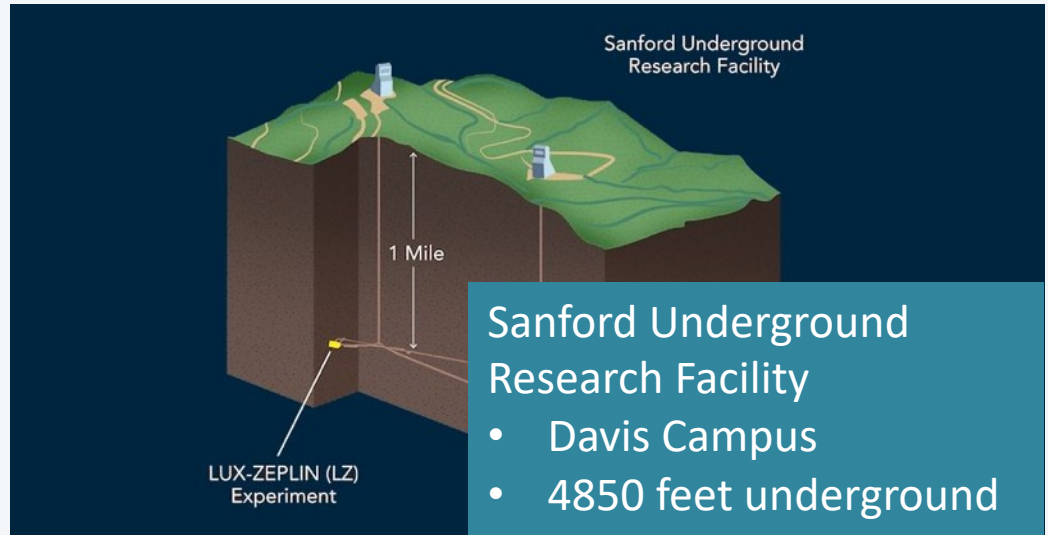 Sanford Underground
Research Facility
1 Mile
LUX-ZEPLIN (LZ)
Experiment
Sanford Underground
Research Facility
• Davis Campus
• 4850 feet underground